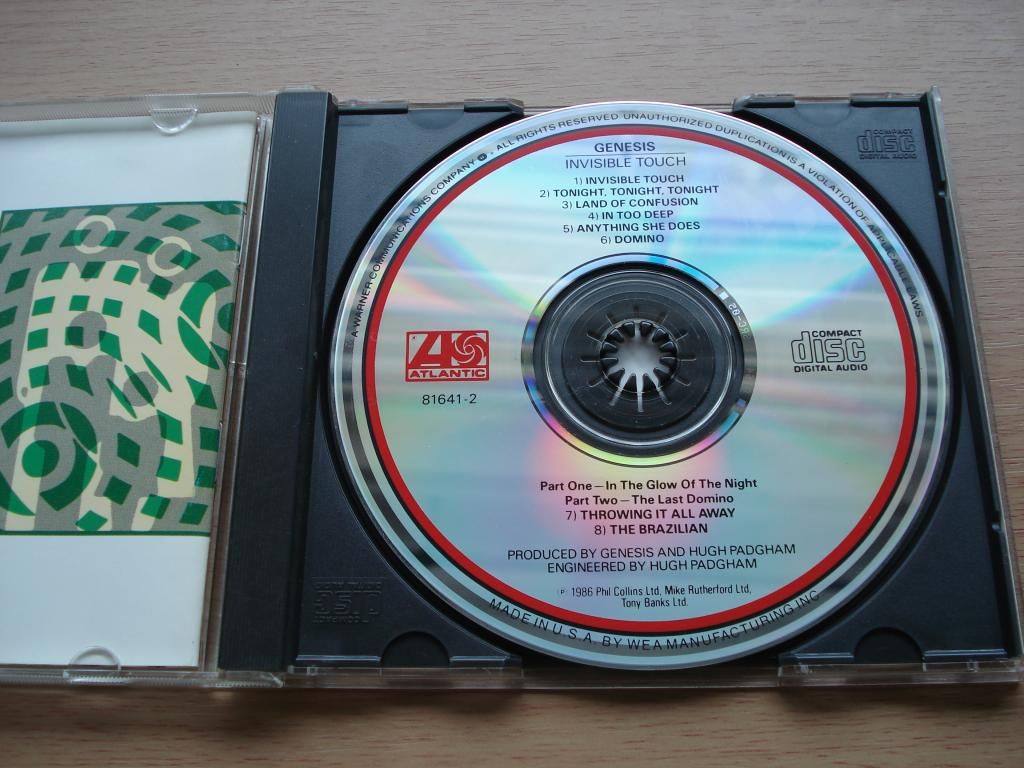 A WARNER COMMUNICATIONS COMPANY . ALL RIGHTS RESERVED UNAUTHORIZED DUPLICATION IS A VIOLATION OF APPLICABLE LAWS
GENESIS
INVISIBLE TOUCH
1) INVISIBLE TOUCH
2) TONIGHT, TONIGHT, TONIGHT
3) LAND OF CONFUSION
4) IN TOO DEEP
5) ANYTHING SHE DOES
6) DOMINO
COMPACT
disc
DIGITAL AUDIO
ATLANTIC
81641-2
COMPACT
disc
DIGITAL AUDIO
Part One – In The Glow Of The Night
Part Two – The Last Domino
7) THROWING IT ALL AWAY
8) THE BRAZILIAN
PRODUCED BY GENESIS AND HUGH PADGHAM
ENGINEERED BY HUGH PADGHAM
℗ 1986 Phil Collins Ltd, Mike Rutherford Ltd,
Tony Banks Ltd.
MADE IN U.S.A. BY WEA MANUFACTURING INC